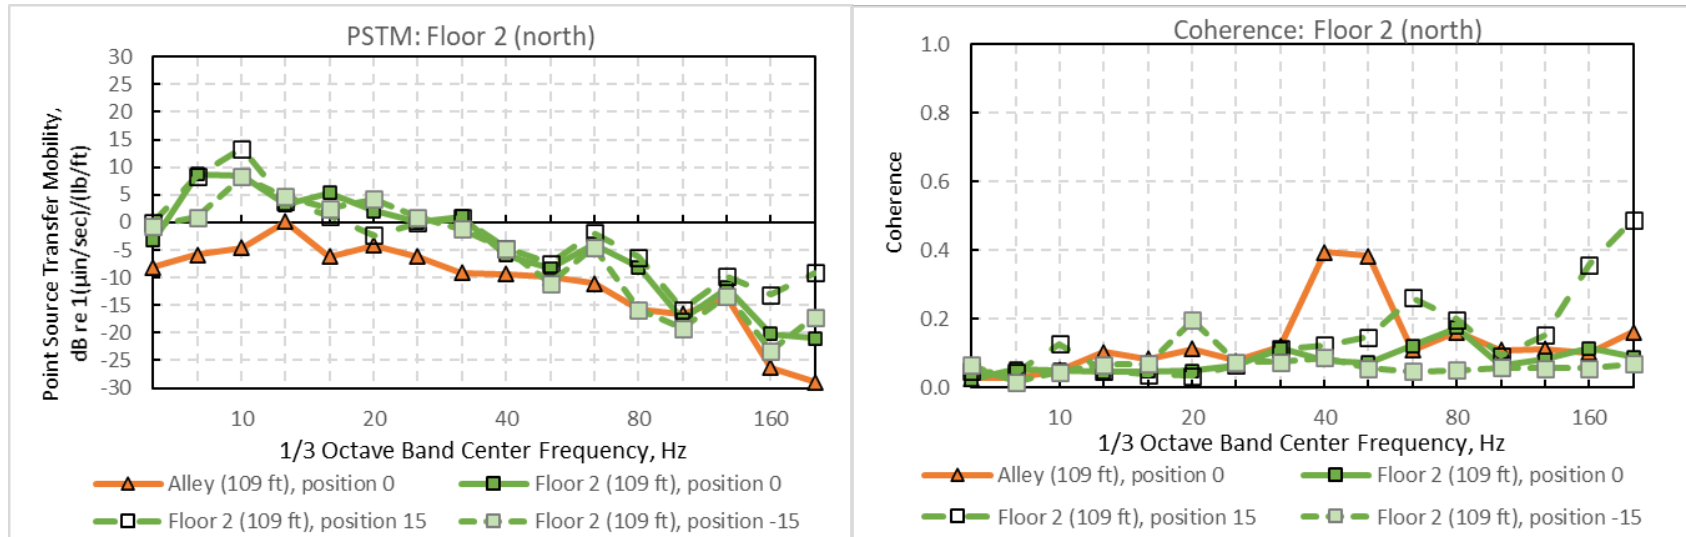 PSTM: Floor 2 (north)
Point Source Transfer Mobility,
dB re 1(µin/sec)/(lb/ft)
30
25
20
15
10
5
0
-5
-10
-15
-20
-25
-30
10 20 40 80 160
1/3 Octave Band Center Frequency, Hz
Alley (109 ft), position 0 Floor 2 (109 ft), position 0
Floor 2 (109 ft), position 15 Floor 2 (109 ft), position -15
Coherence: Floor 2 (north)
Coherence
1.0
0.8
0.6
0.4
0.2
0.0
10 20 40 80 160
1/3 Octave Band Center Frequency, Hz
Alley (109 ft), position 0 Floor 2 (109 ft), position 0
Floor 2 (109 ft), position 15 Floor 2 (109 ft), position -15